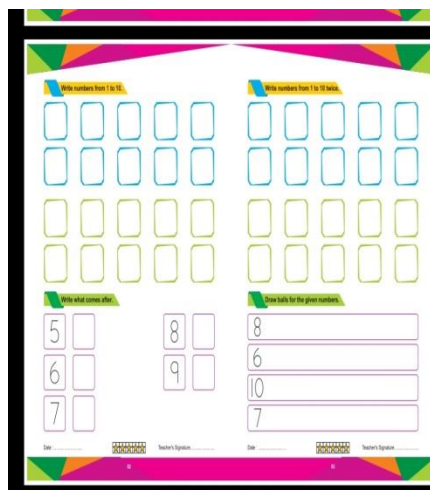 Write numbers from 1 to 10.
Write what comes after.
5
8
6
9
7
Date :
Teacher's Signature
Write numbers from 1 to 10 twice.
Draw balls for the given numbers.
8
6
10
7
Date :
Teacher's Signature